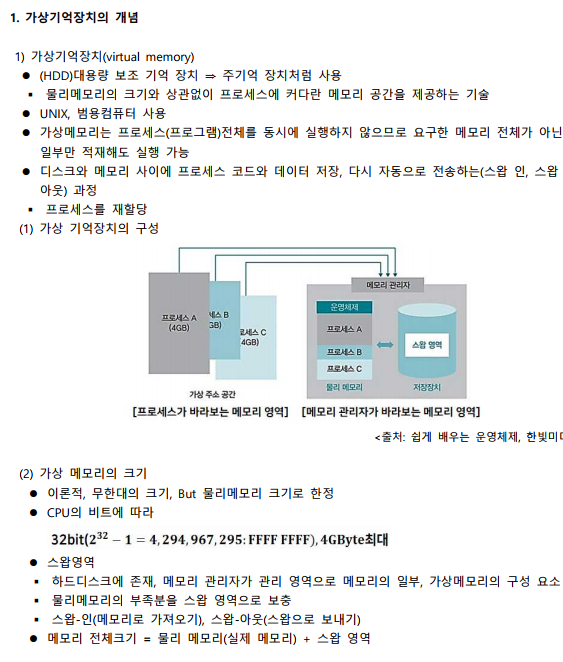 1. 가상기억장치의 개념
1) 가상기억장치(virtual memory)
● (HDD)대용량 보조 기억 장치 ⇒ 주기억 장치처럼 사용
▪ 물리메모리의 크기와 상관없이 프로세스에 커다란 메모리 공간을 제공하는 기술
● UNIX, 범용컴퓨터 사용
● 가상메모리는 프로세스(프로그램)전체를 동시에 실행하지 않으므로 요구한 메모리 전체가 아닌
일부만 적재해도 실행 가능
● 디스크와 메모리 사이에 프로세스 코드와 데이터 저장, 다시 자동으로 전송하는(스왑 인, 스왑
아웃) 과정
▪ 프로세스를 재할당
(1) 가상 기억장치의 구성
메모리 관리자
프로세스 A
(4GB)
스 B
GB)
로세스 C
4GB)
운영체제
프로세스 A
프로세스 B
프로세스 C
스왑 영역
물리 메모리
저장장치
가상 주소 공간
[프로세스가 바라보는 메모리 영역]
[메모리 관리자가 바라보는 메모리 영역]
<출처: 쉽게 배우는 운영체제, 한빛미디
(2) 가상 메모리의 크기
● 이론적, 무한대의 크기, But 물리메모리 크기로 한정
● CPU의 비트에 따라
32bit(2³² − 1 = 4,294,967,295: FFFF FFFF), 4GByte최대
● 스왑영역
▪ 하드디스크에 존재, 메모리 관리자가 관리 영역으로 메모리의 일부, 가상메모리의 구성 요소
▪ 물리메모리의 부족분을 스왑 영역으로 보충
▪ 스왑-인(메모리로 가져오기), 스왑-아웃(스왑으로 보내기)
● 메모리 전체크기 = 물리 메모리(실제 메모리) + 스왑 영역